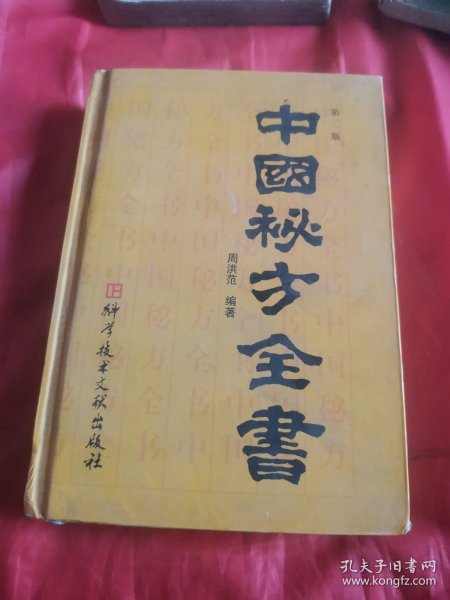 第二版
中國秘方全書
周洪范 编著
科学技术文献出版社
孔夫子旧书网
www.kongfz.com